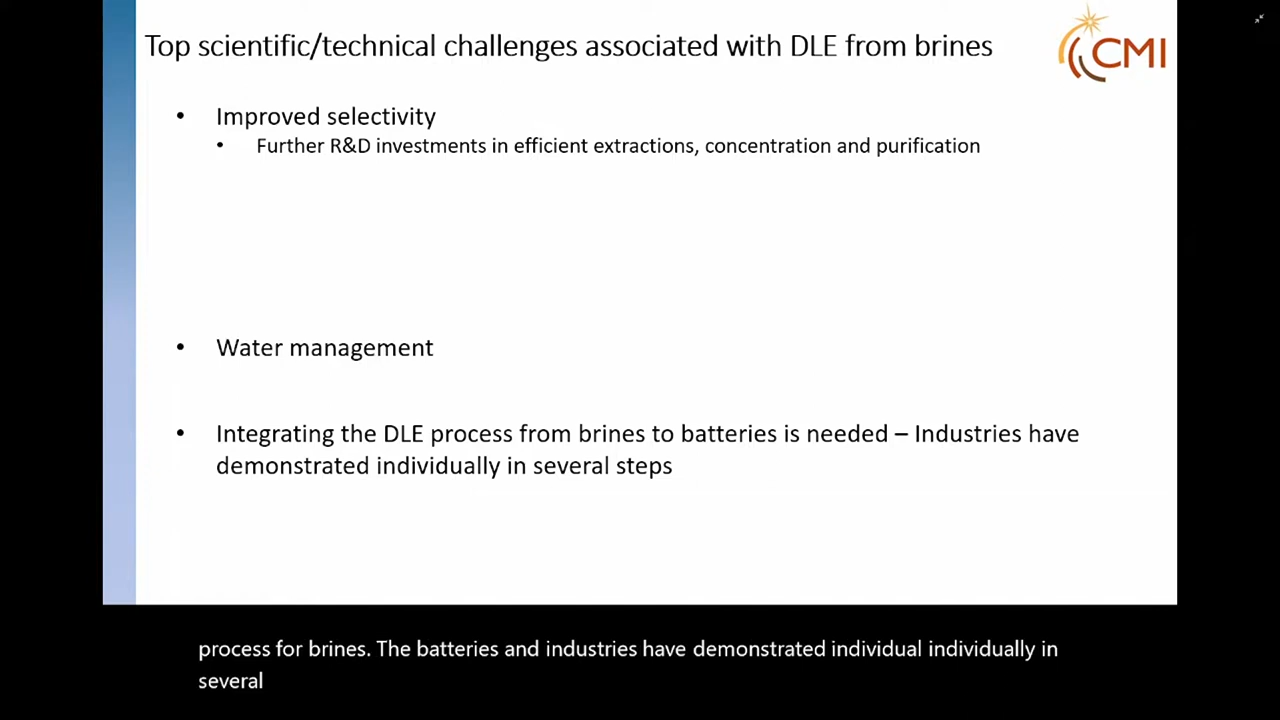 Top scientific/technical challenges associated with DLE from brines
CMI
• Improved selectivity
• Further R&D investments in efficient extractions, concentration and purification
• Water management
• Integrating the DLE process from brines to batteries is needed – Industries have
demonstrated individually in several steps
process for brines. The batteries and industries have demonstrated individual individually in
several